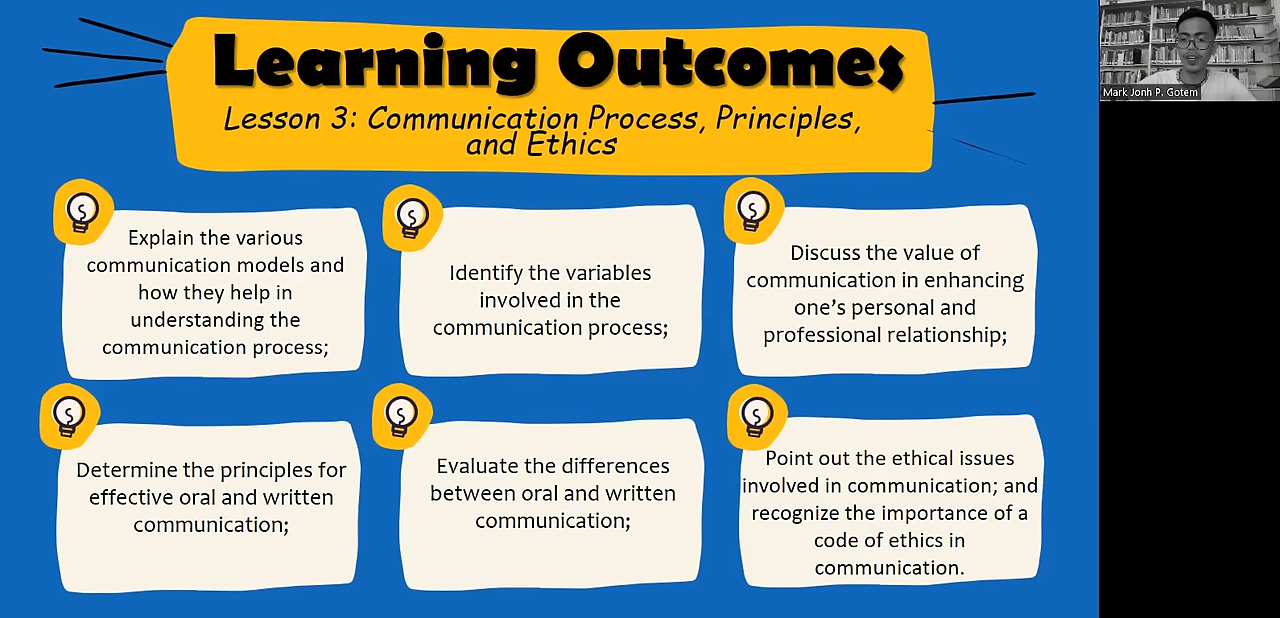 Learning Outcomes
Lesson 3: Communication Process, Principles,
and Ethics
Mark Jonh P. Gotem
Explain the various
communication models and
how they help in
understanding the
communication process;
Identify the variables
involved in the
communication process;
Discuss the value of
communication in enhancing
one’s personal and
professional relationship;
Determine the principles for
effective oral and written
communication;
Evaluate the differences
between oral and written
communication;
Point out the ethical issues
involved in communication; and
recognize the importance of a
code of ethics in
communication.